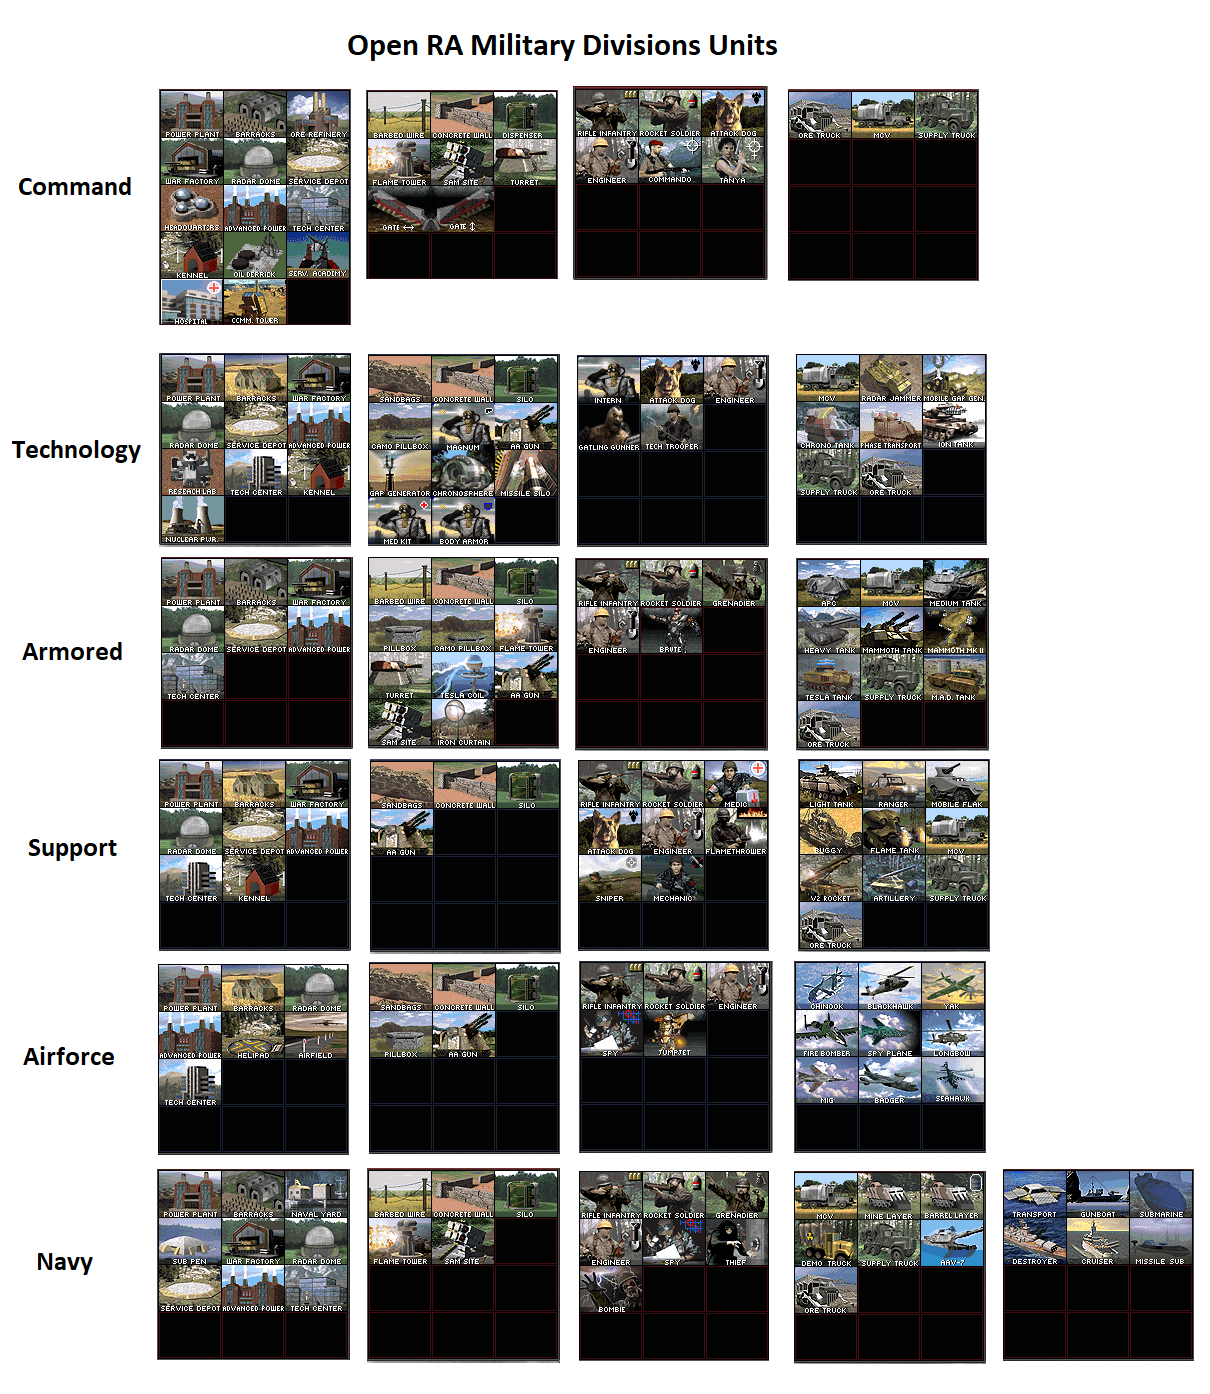 Open RA Military Divisions Units
Command
POWER PLANT BARRACKS ORE REFINERY
WAR FACTORY RADAR DOME SERVICE DEPOT
HEADQUARTERS ADVANCED POWER TECH CENTER
KENNEL OIL DERRICK SERV. ACADEMY
HOSPITAL COMM. TOWER
BARBED WIRE CONCRETE WALL DISPENSER
FLAME TOWER SAM SITE TURRET
GATE GATE
RIFLE INFANTRY ROCKET SOLDIER ATTACK DOG
ENGINEER COMMANDO TANYA
ORE TRUCK MCV SUPPLY TRUCK
Technology
POWER PLANT BARRACKS WAR FACTORY
RADAR DOME SERVICE DEPOT ADVANCED POWER
RESEACH LAB TECH CENTER KENNEL
NUCLEAR PWR.
SANDBAGS CONCRETE WALL SILO
CAMO PILLBOX MAGNUM AA GUN
GAP GENERATOR CHRONOSPHERE MISSILE SILO
MED KIT BODY ARMOR
INTERN ATTACK DOG ENGINEER
GATLING GUNNER TECH TROOPER
MCV RADAR JAMMER MOBILE GAP GEN.
CHRONO TANK PHASE TRANSPORT ION TANK
SUPPLY TRUCK ORE TRUCK
Armored
POWER PLANT BARRACKS WAR FACTORY
RADAR DOME SERVICE DEPOT ADVANCED POWER
TECH CENTER
BARBED WIRE CONCRETE WALL SILO
PILLBOX CAMO PILLBOX FLAME TOWER
TURRET TESLA COIL AA GUN
SAM SITE IRON CURTAIN
RIFLE INFANTRY ROCKET SOLDIER GRENADIER
ENGINEER BRUTE
APC MCV MEDIUM TANK
HEAVY TANK MAMMOTH TANK MAMMOTH MK II
TESLA TANK SUPPLY TRUCK M.A.D. TANK
ORE TRUCK
Support
POWER PLANT BARRACKS WAR FACTORY
RADAR DOME SERVICE DEPOT ADVANCED POWER
TECH CENTER KENNEL
SANDBAGS CONCRETE WALL SILO
AA GUN
RIFLE INFANTRY ROCKET SOLDIER MEDIC
ATTACK DOG ENGINEER FLAMETHROWER
SNIPER MECHANIC
LIGHT TANK RANGER MOBILE FLAK
BUGGY FLAME TANK MCV
V2 ROCKET ARTILLERY SUPPLY TRUCK
ORE TRUCK
Airforce
POWER PLANT BARRACKS RADAR DOME
ADVANCED POWER HELIPAD AIRFIELD
TECH CENTER
SANDBAGS CONCRETE WALL SILO
PILLBOX AA GUN
RIFLE INFANTRY ROCKET SOLDIER ENGINEER
SPY JUMPJET
CHINOOK BLACKHAWK YAK
FIRE BOMBER SPY PLANE LONGBOW
MIG BADGER SEAHAWK
Navy
POWER PLANT BARRACKS NAVAL YARD
SUB PEN WAR FACTORY RADAR DOME
SERVICE DEPOT ADVANCED POWER TECH CENTER
BARBED WIRE CONCRETE WALL SILO
FLAME TOWER SAM SITE
RIFLE INFANTRY ROCKET SOLDIER GRENADIER
ENGINEER SPY THIEF
BOMBIE
MCV MINE LAYER BARREL LAYER
DEMO TRUCK SUPPLY TRUCK AAV-7
ORE TRUCK
TRANSPORT GUNBOAT SUBMARINE
DESTROYER CRUISER MISSILE SUB